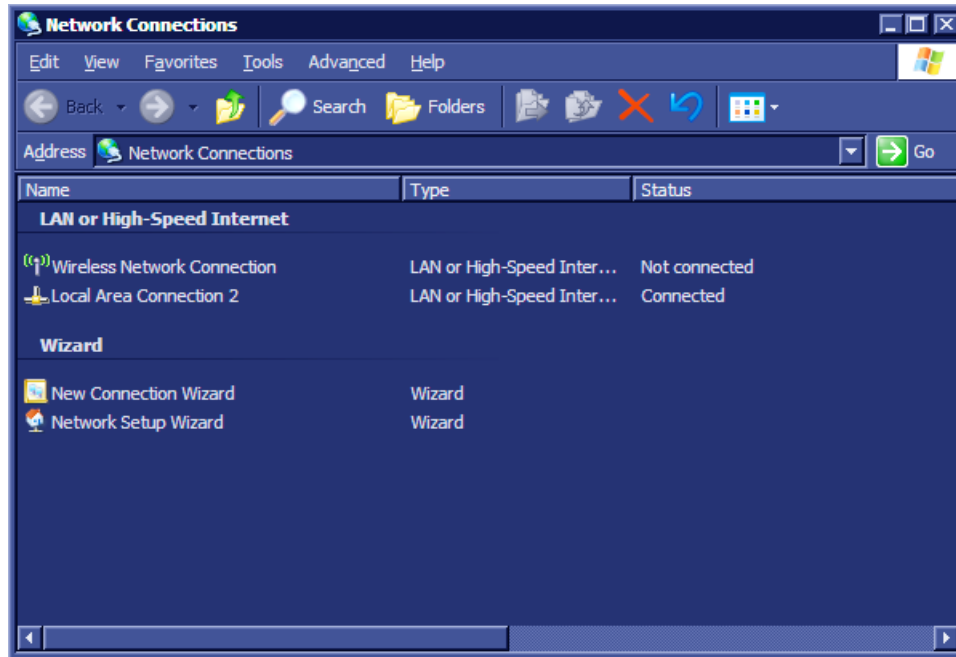 Network Connections
Edit View Favorites Tools Advanced Help
Back Search Folders
Address Network Connections Go
Name Type Status
LAN or High-Speed Internet
Wireless Network Connection LAN or High-Speed Inter... Not connected
Local Area Connection 2 LAN or High-Speed Inter... Connected
Wizard
New Connection Wizard Wizard
Network Setup Wizard Wizard